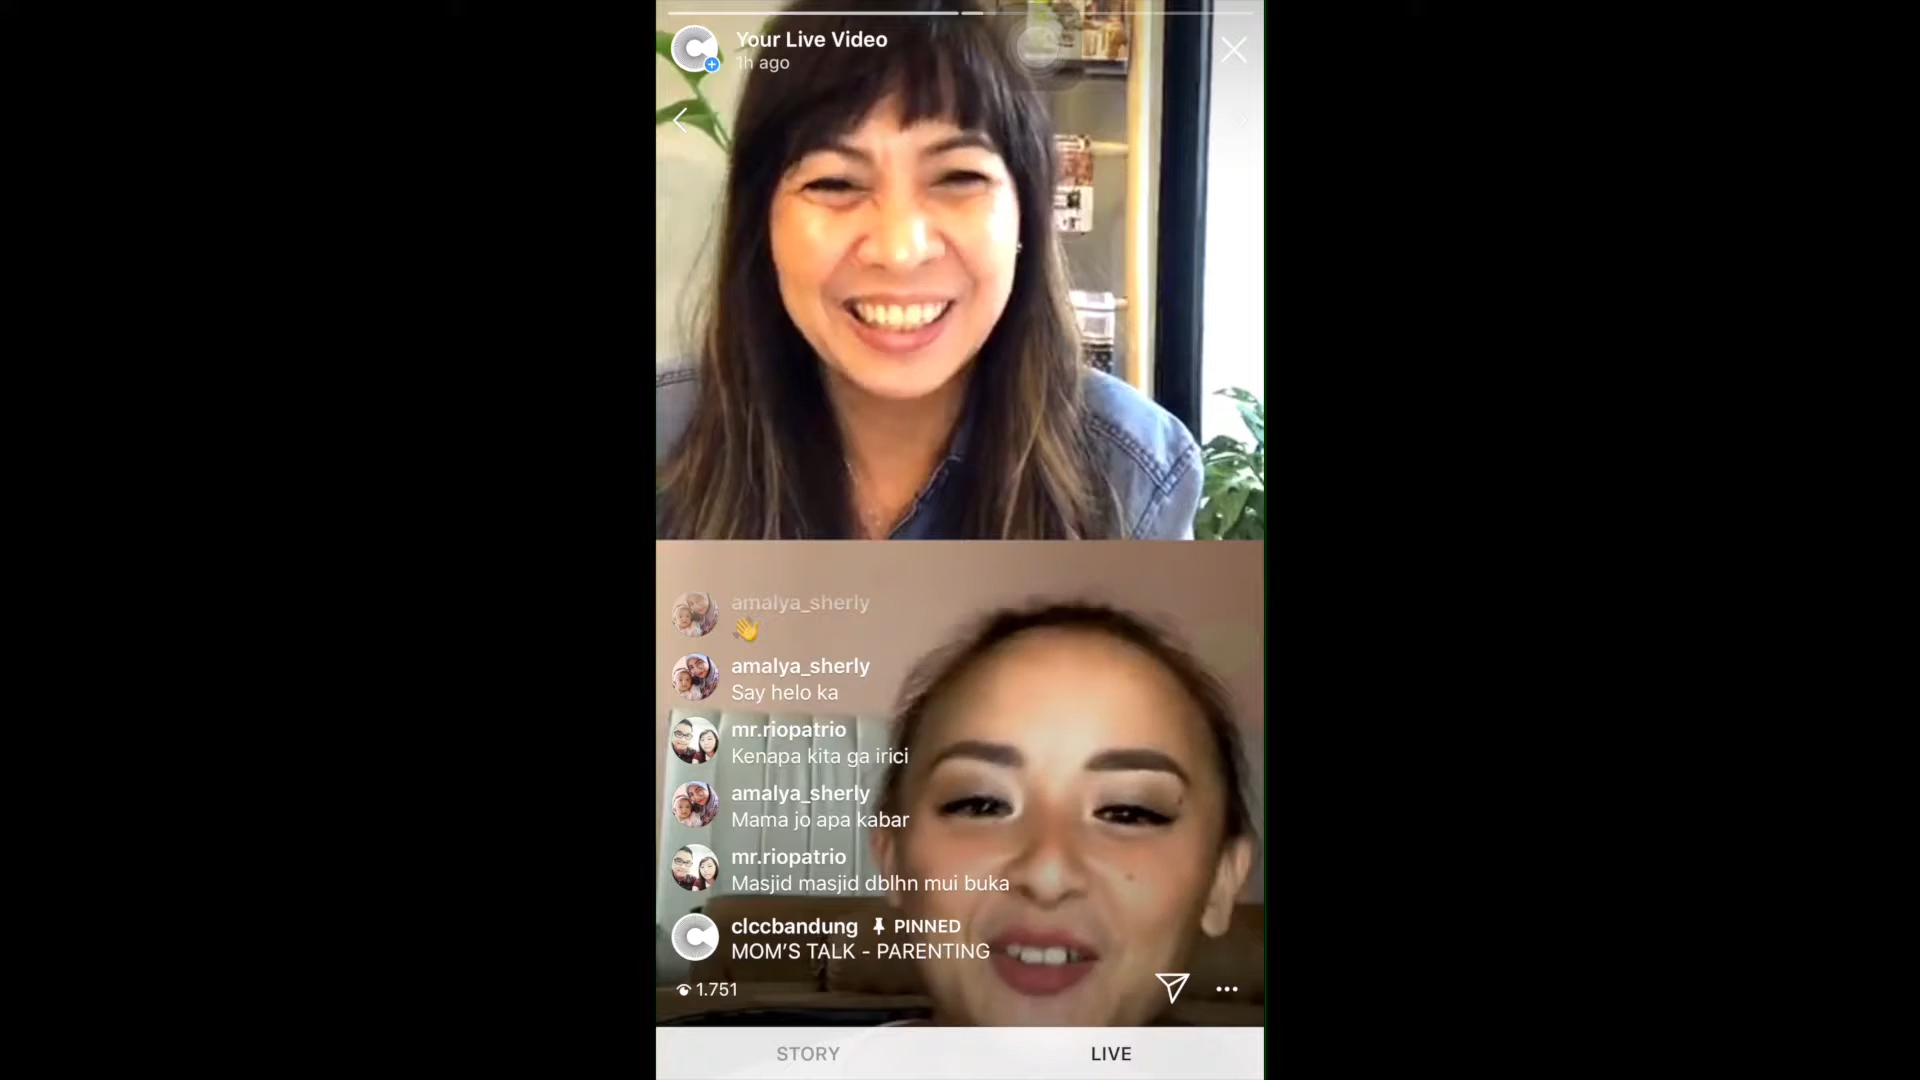 Your Live Video
1h ago
amalya_sherly
👋
amalya_sherly
Say helo ka
mr.riopatrio
Kenapa kita ga irici
amalya_sherly
Mama jo apa kabar
mr.riopatrio
Masjid masjid dblhn mui buka
clccbandung PINNED
MOM’S TALK - PARENTING
1.751
STORY LIVE